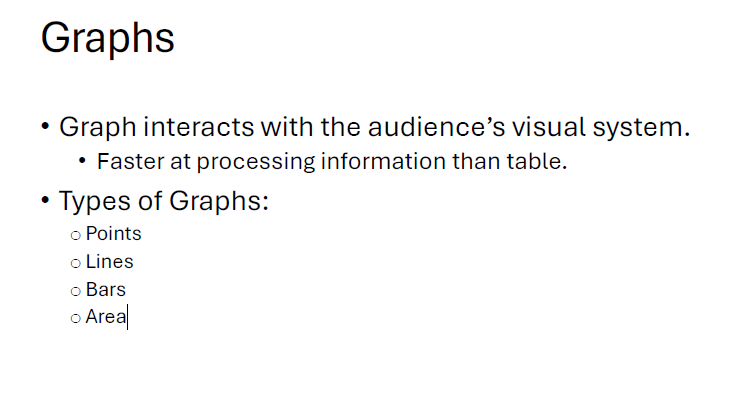 Graphs
• Graph interacts with the audience’s visual system.
• Faster at processing information than table.
• Types of Graphs:
○ Points
○ Lines
○ Bars
○ Area